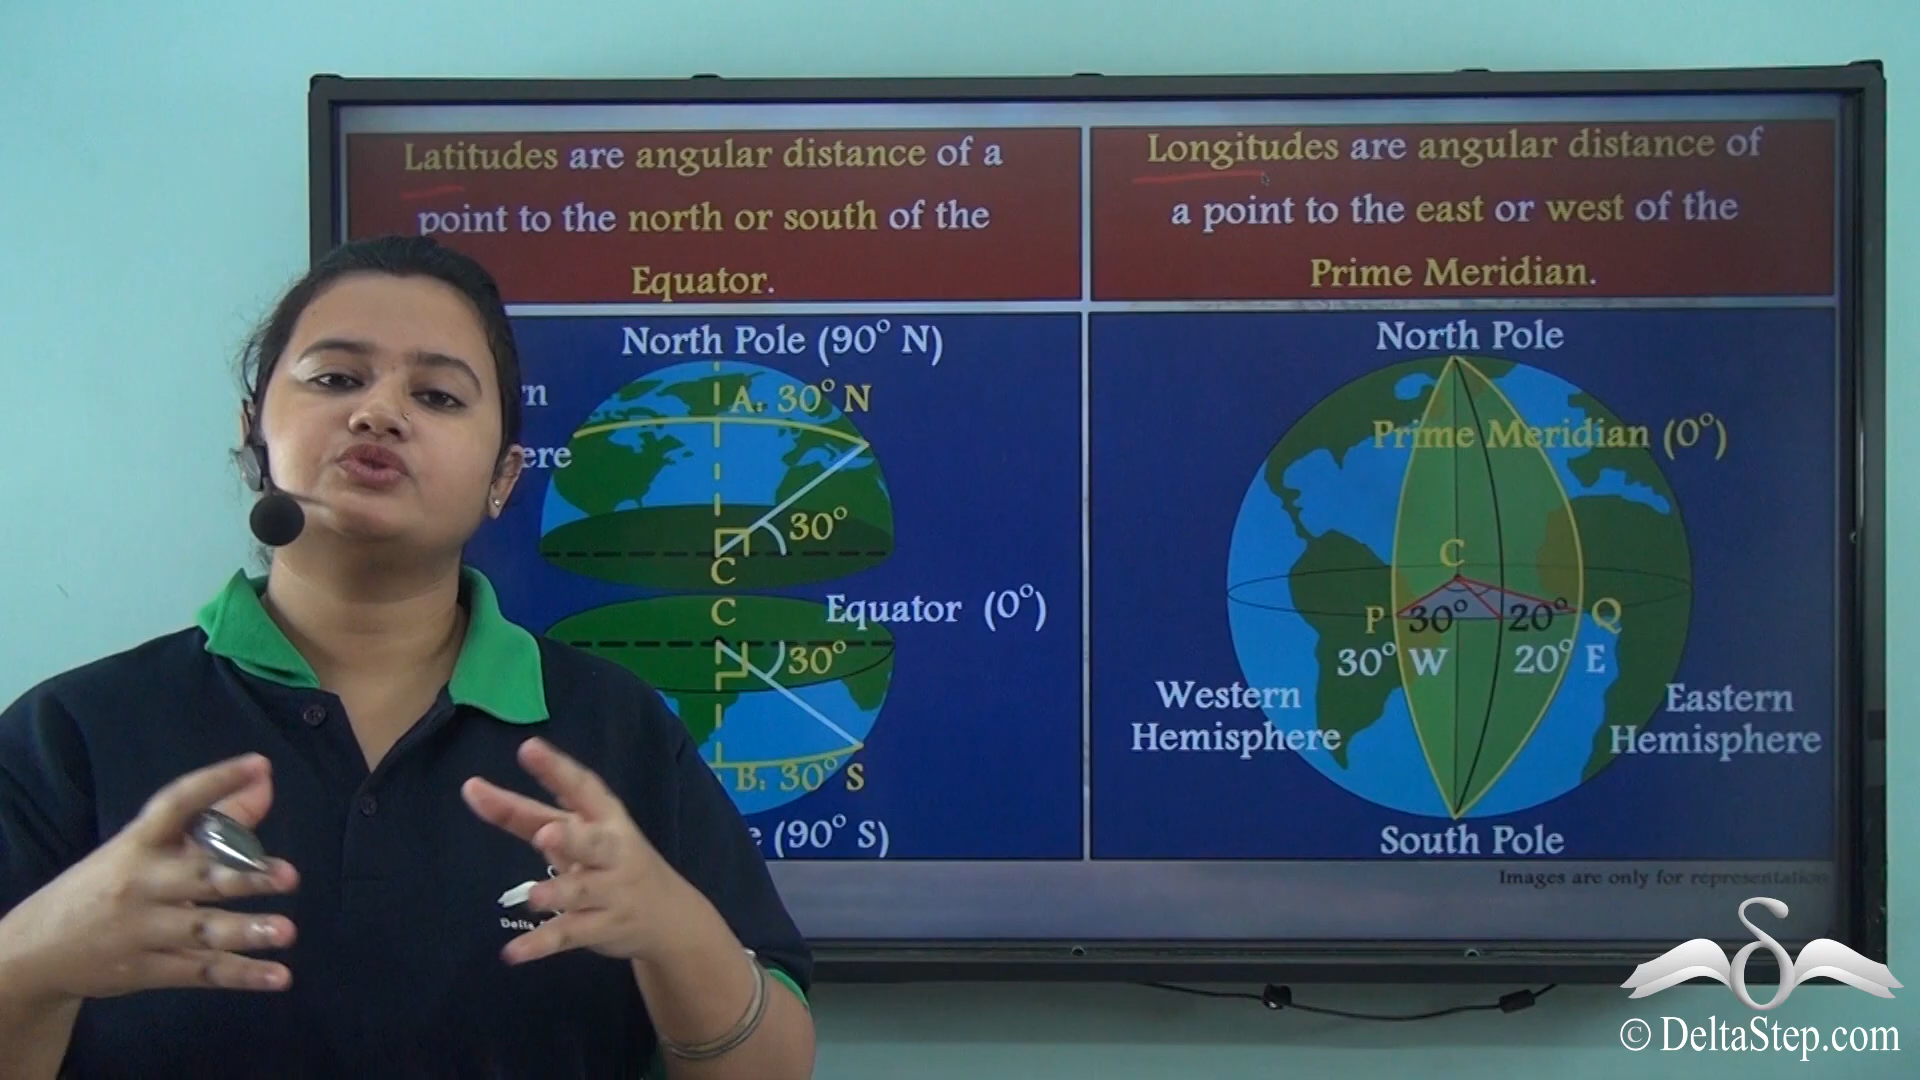 Latitudes are angular distance of a
point to the north or south of the
Equator.
Longitudes are angular distance of
a point to the east or west of the
Prime Meridian.
North Pole (90° N)
A: 30° N
30°
C
C
Equator (0°)
30°
B: 30° S
(90° S)
North Pole
Prime Meridian (0°)
C
P 30° 20° Q
30° W 20° E
Western
Hemisphere
Eastern
Hemisphere
South Pole
Images are only for representation
Delta
© DeltaStep.com